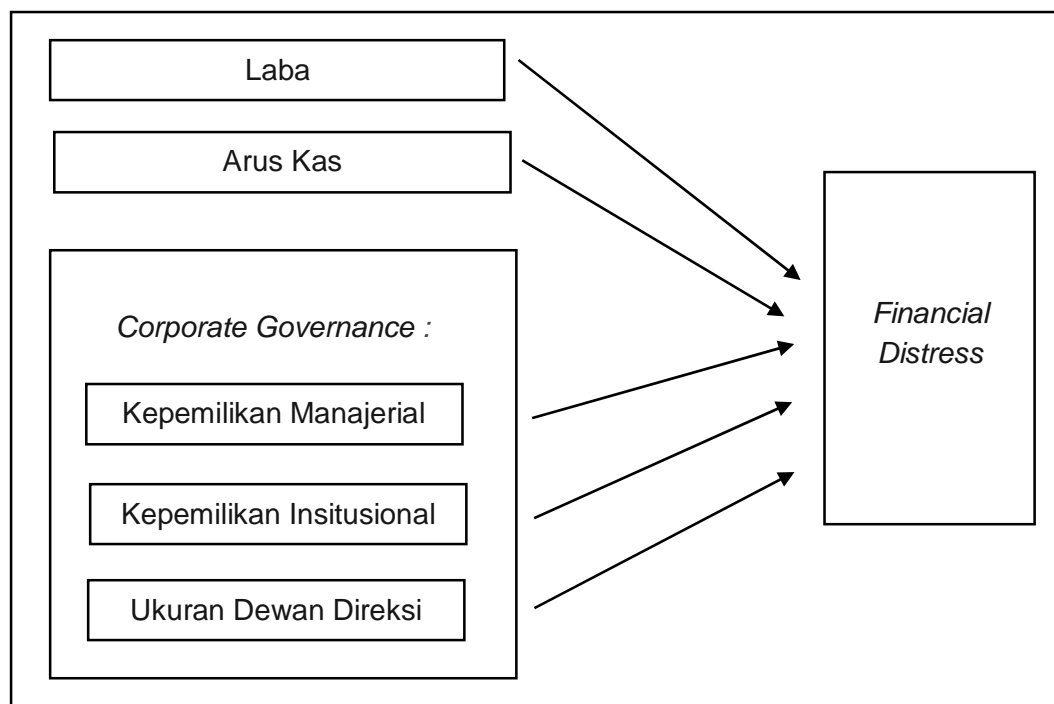 Laba
Arus Kas
Corporate Governance :
Kepemilikan Manajerial
Kepemilikan Insitusional
Ukuran Dewan Direksi
Financial
Distress